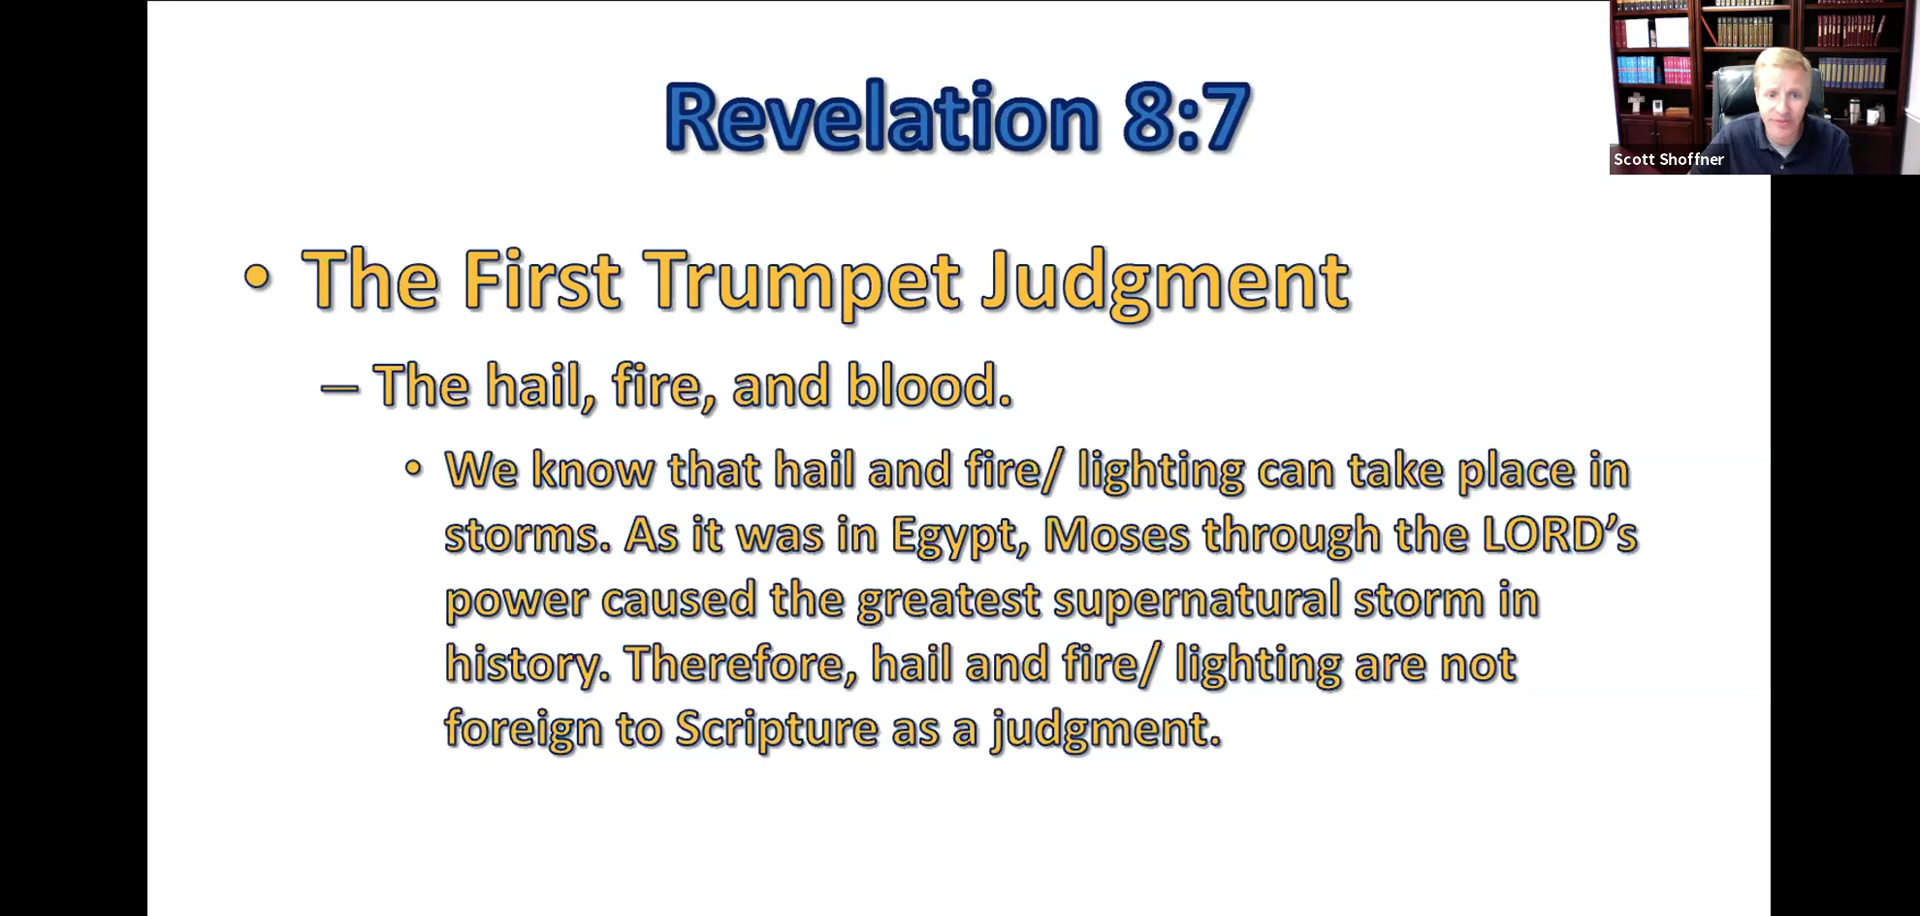 Revelation 8:7
Scott Shoffner
• The First Trumpet Judgment
– The hail, fire, and blood.
• We know that hail and fire/ lighting can take place in
storms. As it was in Egypt, Moses through the LORD’s
power caused the greatest supernatural storm in
history. Therefore, hail and fire/ lighting are not
foreign to Scripture as a judgment.